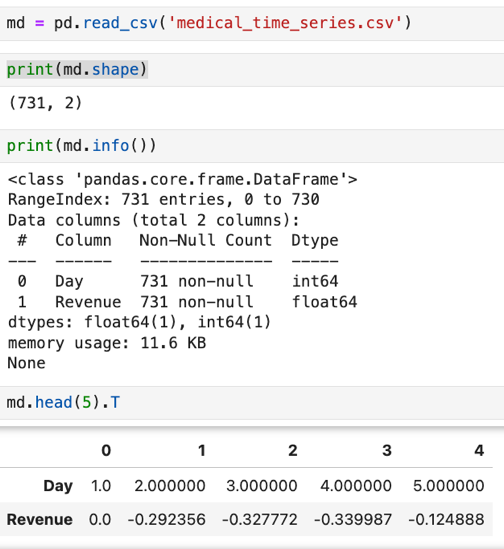 md = pd.read_csv('medical_time_series.csv')
print(md.shape)
(731, 2)
print(md.info())
<class 'pandas.core.frame.DataFrame'>
RangeIndex: 731 entries, 0 to 730
Data columns (total 2 columns):
 #   Column   Non-Null Count  Dtype
---  ------   --------------  -----
 0   Day      731 non-null    int64
 1   Revenue  731 non-null    float64
dtypes: float64(1), int64(1)
memory usage: 11.6 KB
None
md.head(5).T
0 1 2 3 4
Day 1.0 2.000000 3.000000 4.000000 5.000000
Revenue 0.0 -0.292356 -0.327772 -0.339987 -0.124888